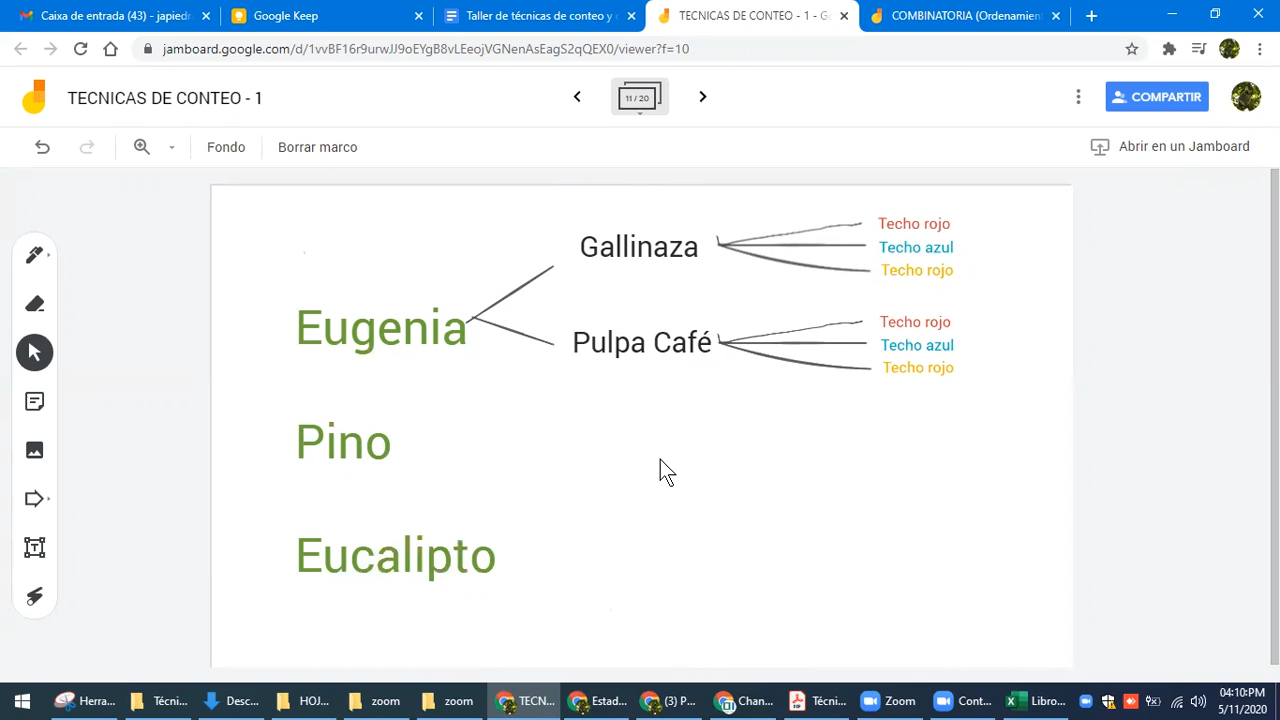 Caixa de entrada (43) - japiedr
Google Keep
Taller de técnicas de conteo y
TECNICAS DE CONTEO - 1 - Go
COMBINATORIA (Ordenamien
jamboard.google.com/d/1vvBF16r9urwJJ9oEYgB8vLEeojVGNenAsEagS2qQEX0/viewer?f=10
TECNICAS DE CONTEO - 1
11 / 20
COMPARTIR
Fondo
Borrar marco
Abrir en un Jamboard
Gallinaza
Techo rojo
Techo azul
Techo rojo
Eugenia
Pulpa Café
Techo rojo
Techo azul
Techo rojo
Pino
Eucalipto
Herra...
Técni...
Desc...
HOJ...
zoom
zoom
TECN...
Estad...
(3) P...
Chan...
Técni...
Zoom
Cont...
Libro...
04:10:PM
5/11/2020